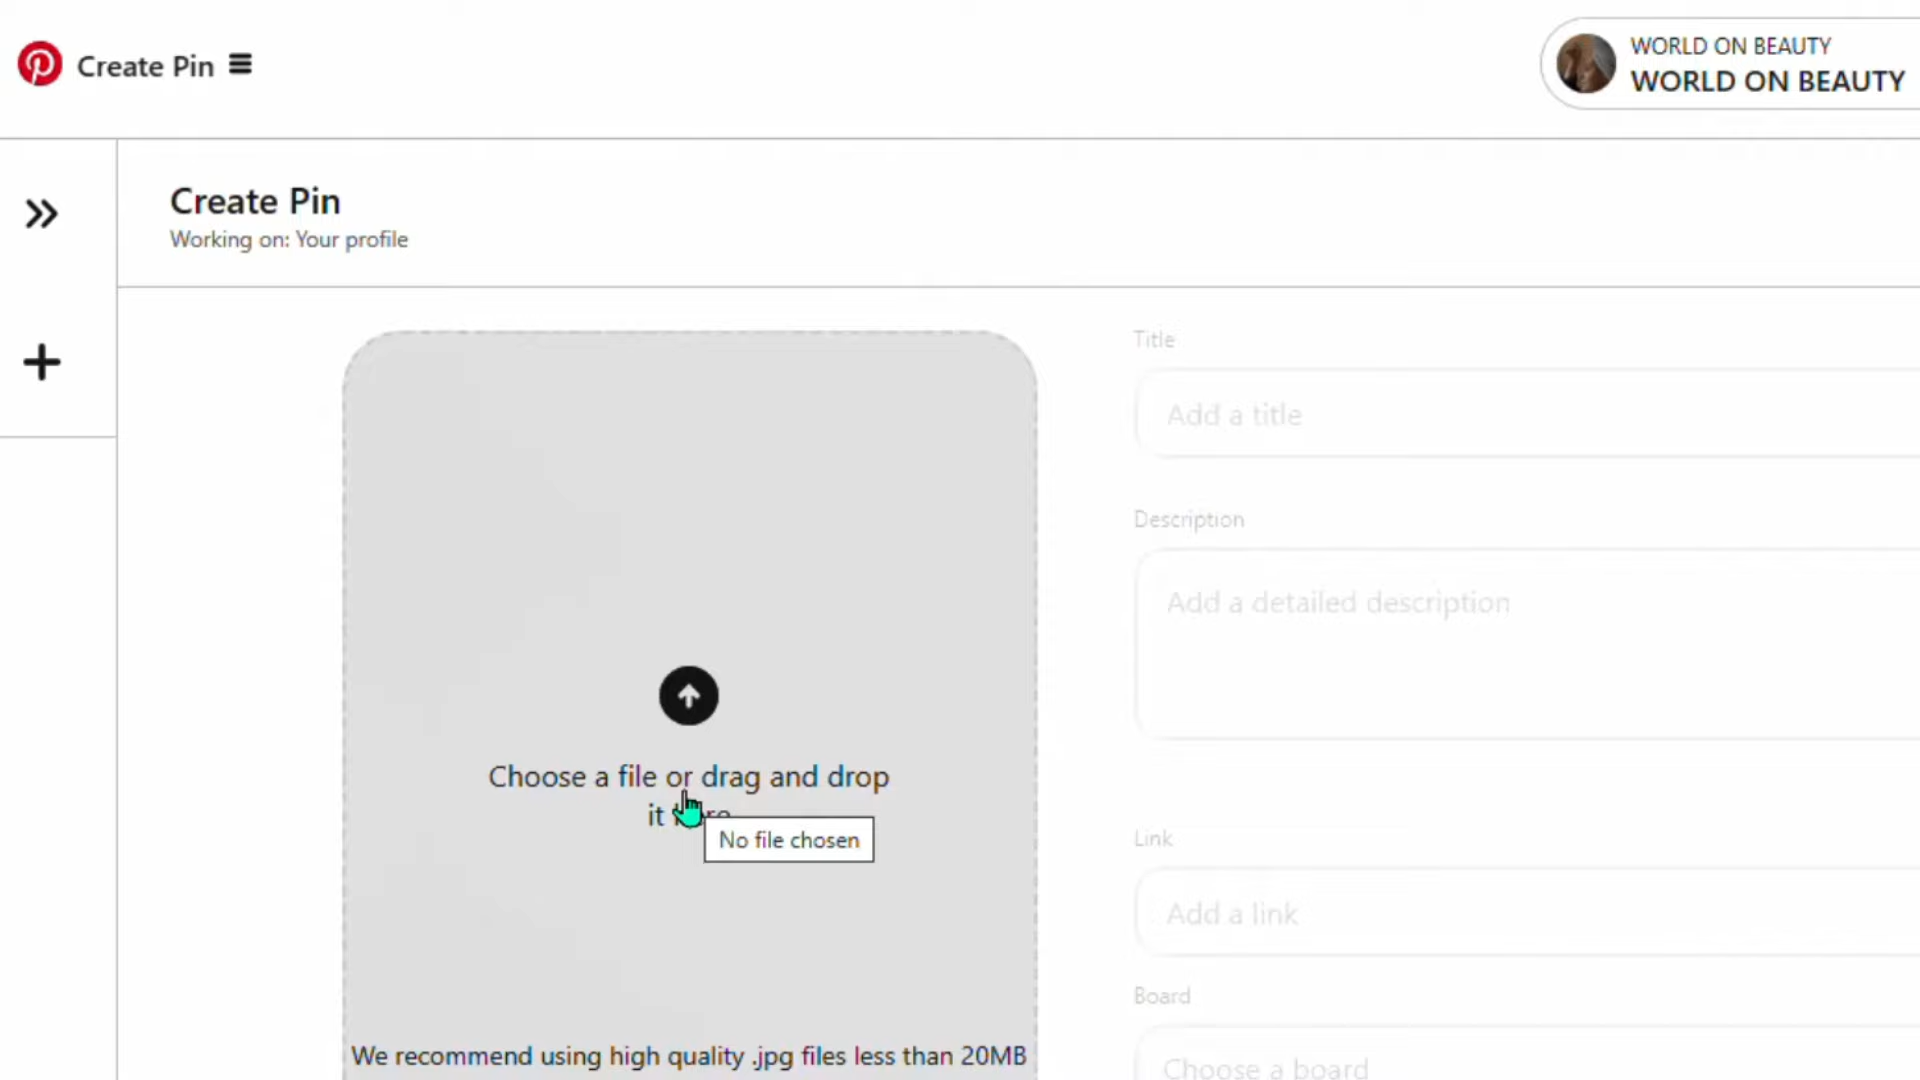 Create Pin
WORLD ON BEAUTY
WORLD ON BEAUTY
Create Pin
Working on: Your profile
Choose a file or drag and drop
it
No file chosen
We recommend using high quality .jpg files less than 20MB
Title
Add a title
Description
Add a detailed description
Link
Add a link
Board
Choose a board